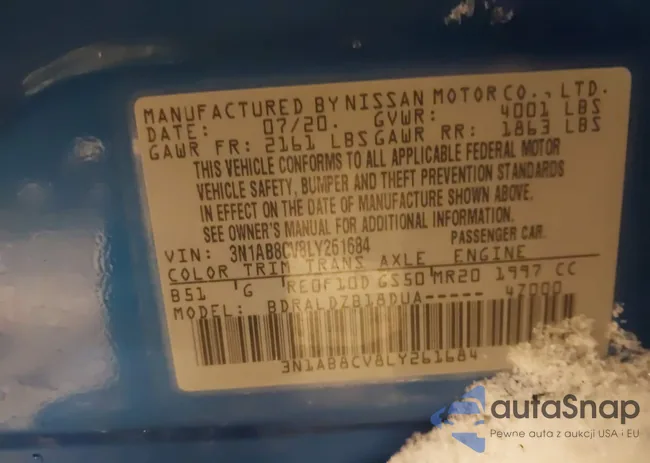 MANUFACTURED BY NISSAN MOTOR CO., LTD.
DATE: 07/20. GVWR: 4001 LBS
GAWR FR: 2161 LBS GAWR RR: 1863 LBS
THIS VEHICLE CONFORMS TO ALL APPLICABLE FEDERAL MOTOR
VEHICLE SAFETY, BUMPER AND THEFT PREVENTION STANDARDS
IN EFFECT ON THE DATE OF MANUFACTURE SHOWN ABOVE.
SEE OWNER'S MANUAL FOR ADDITIONAL INFORMATION.
VIN: 3N1AB8CV8LY261684 PASSENGER CAR.
COLOR TRIM TRANS AXLE ENGINE
B51 G RE0F10D GS50 MR20 1997 CC
MODEL: BDRALDZB18DUA----- 47000
3N1AB8CV8LY261684
autaSnap
Pewne auta z aukcji USA i EU